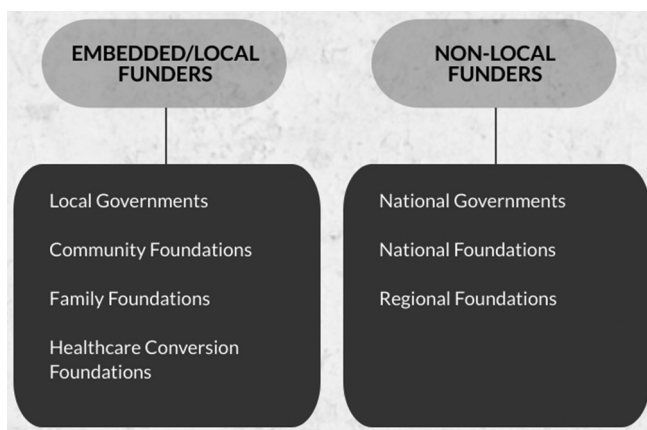 EMBEDDED/LOCAL
FUNDERS
Local Governments
Community Foundations
Family Foundations
Healthcare Conversion
Foundations
NON-LOCAL
FUNDERS
National Governments
National Foundations
Regional Foundations